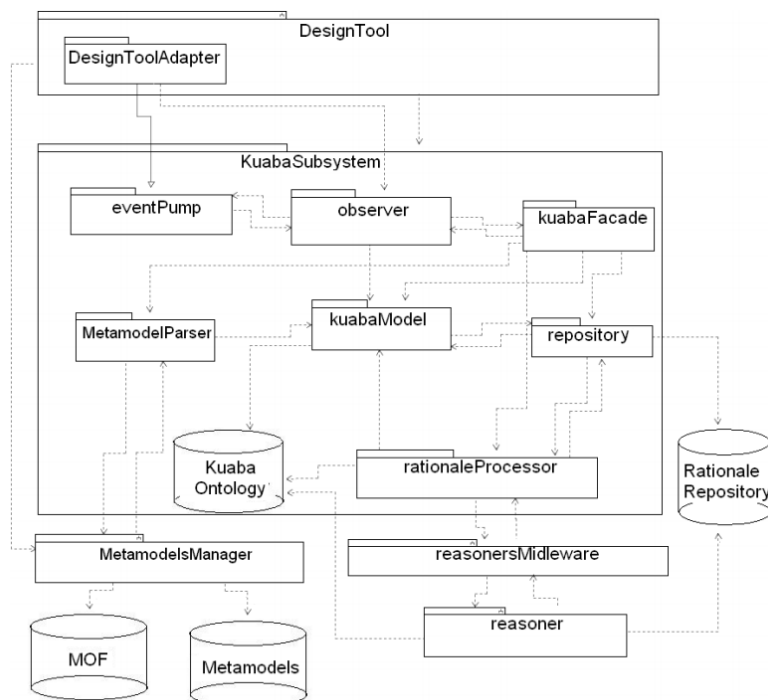 DesignTool
DesignToolAdapter
KuabaSubsystem
eventPump
observer
kuabaFacade
MetamodelParser
kuabaModel
repository
Kuaba
Ontology
rationaleProcessor
Rationale
Repository
MetamodelsManager
reasonersMidleware
reasoner
MOF
Metamodels